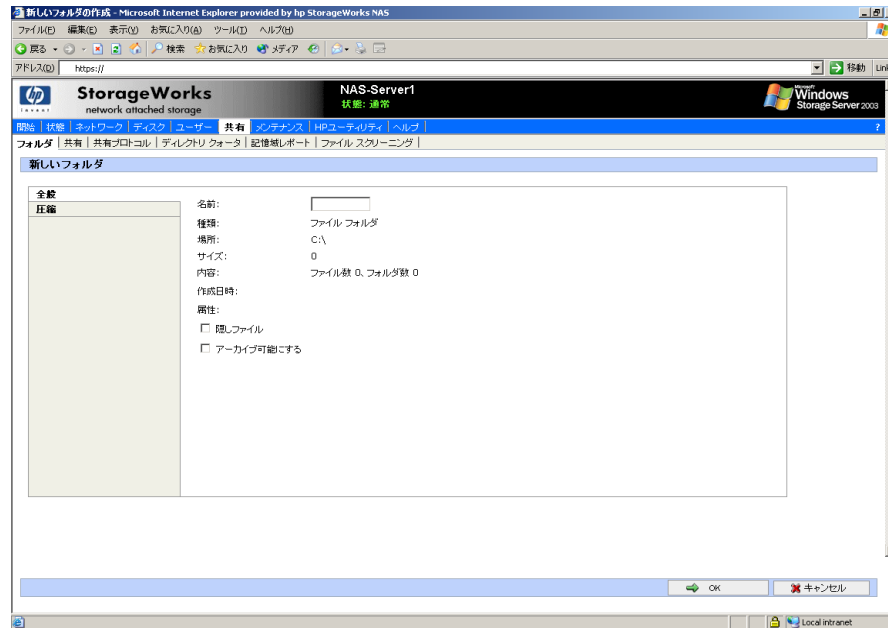 新しいフォルダの作成 - Microsoft Internet Explorer provided by hp StorageWorks NAS
ファイル(F) 編集(E) 表示(V) お気に入り(A) ツール(T) ヘルプ(H)
戻る 検索 お気に入り メディア
アドレス(D) https:// 移動 Lin
hp invent StorageWorks NAS-Server1 Microsoft Windows
network attached storage 状態: 通常 Storage Server 2003
開始 状態 ネットワーク ディスク ユーザー 共有 メンテナンス HPユーティリティ ヘルプ ?
フォルダ 共有 共有プロトコル ディレクトリ クォータ 記憶域レポート ファイル スクリーニング
新しいフォルダ
全般
圧縮
名前:
種類: ファイル フォルダ
場所: C:\
サイズ: 0
内容: ファイル数 0、フォルダ数 0
作成日時:
属性:
隠しファイル
アーカイブ可能にする
OK キャンセル
Local intranet